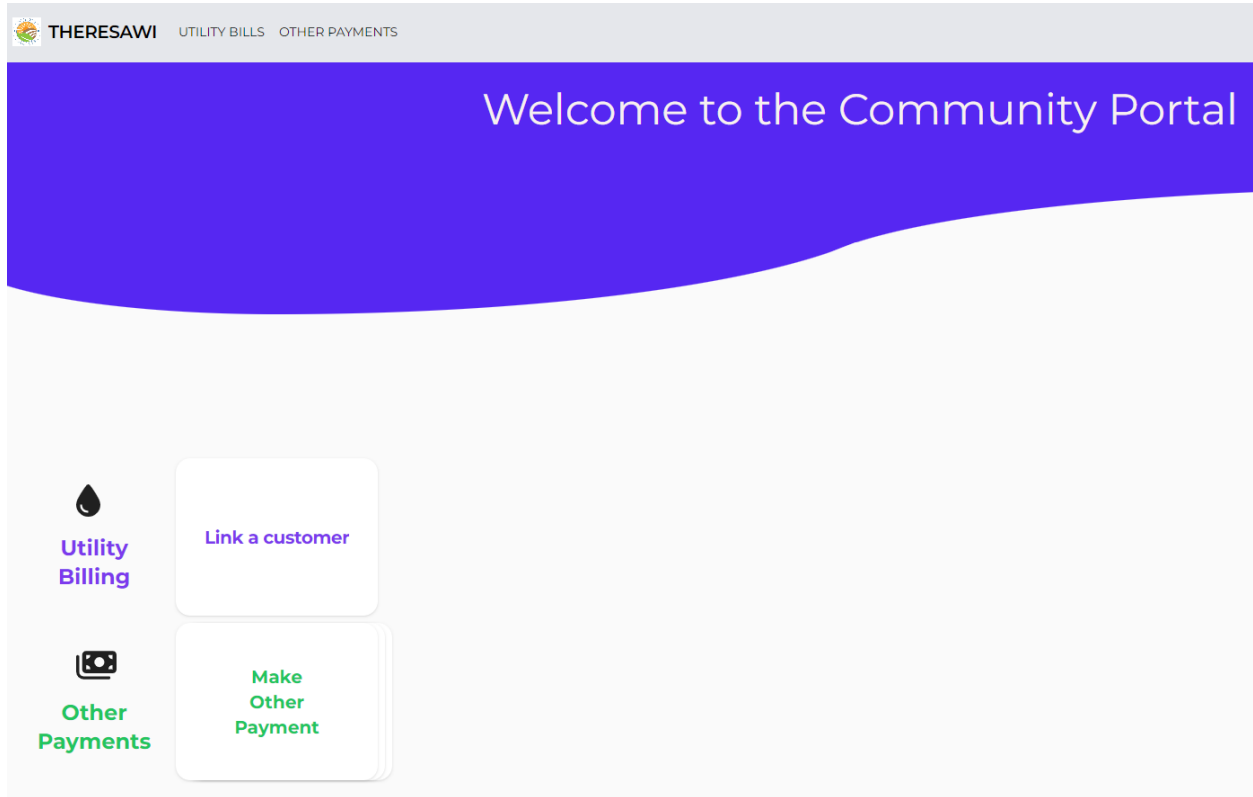 THERESAWI UTILITY BILLS OTHER PAYMENTS
Welcome to the Community Portal
Utility
Billing
Link a customer
Other
Payments
Make
Other
Payment